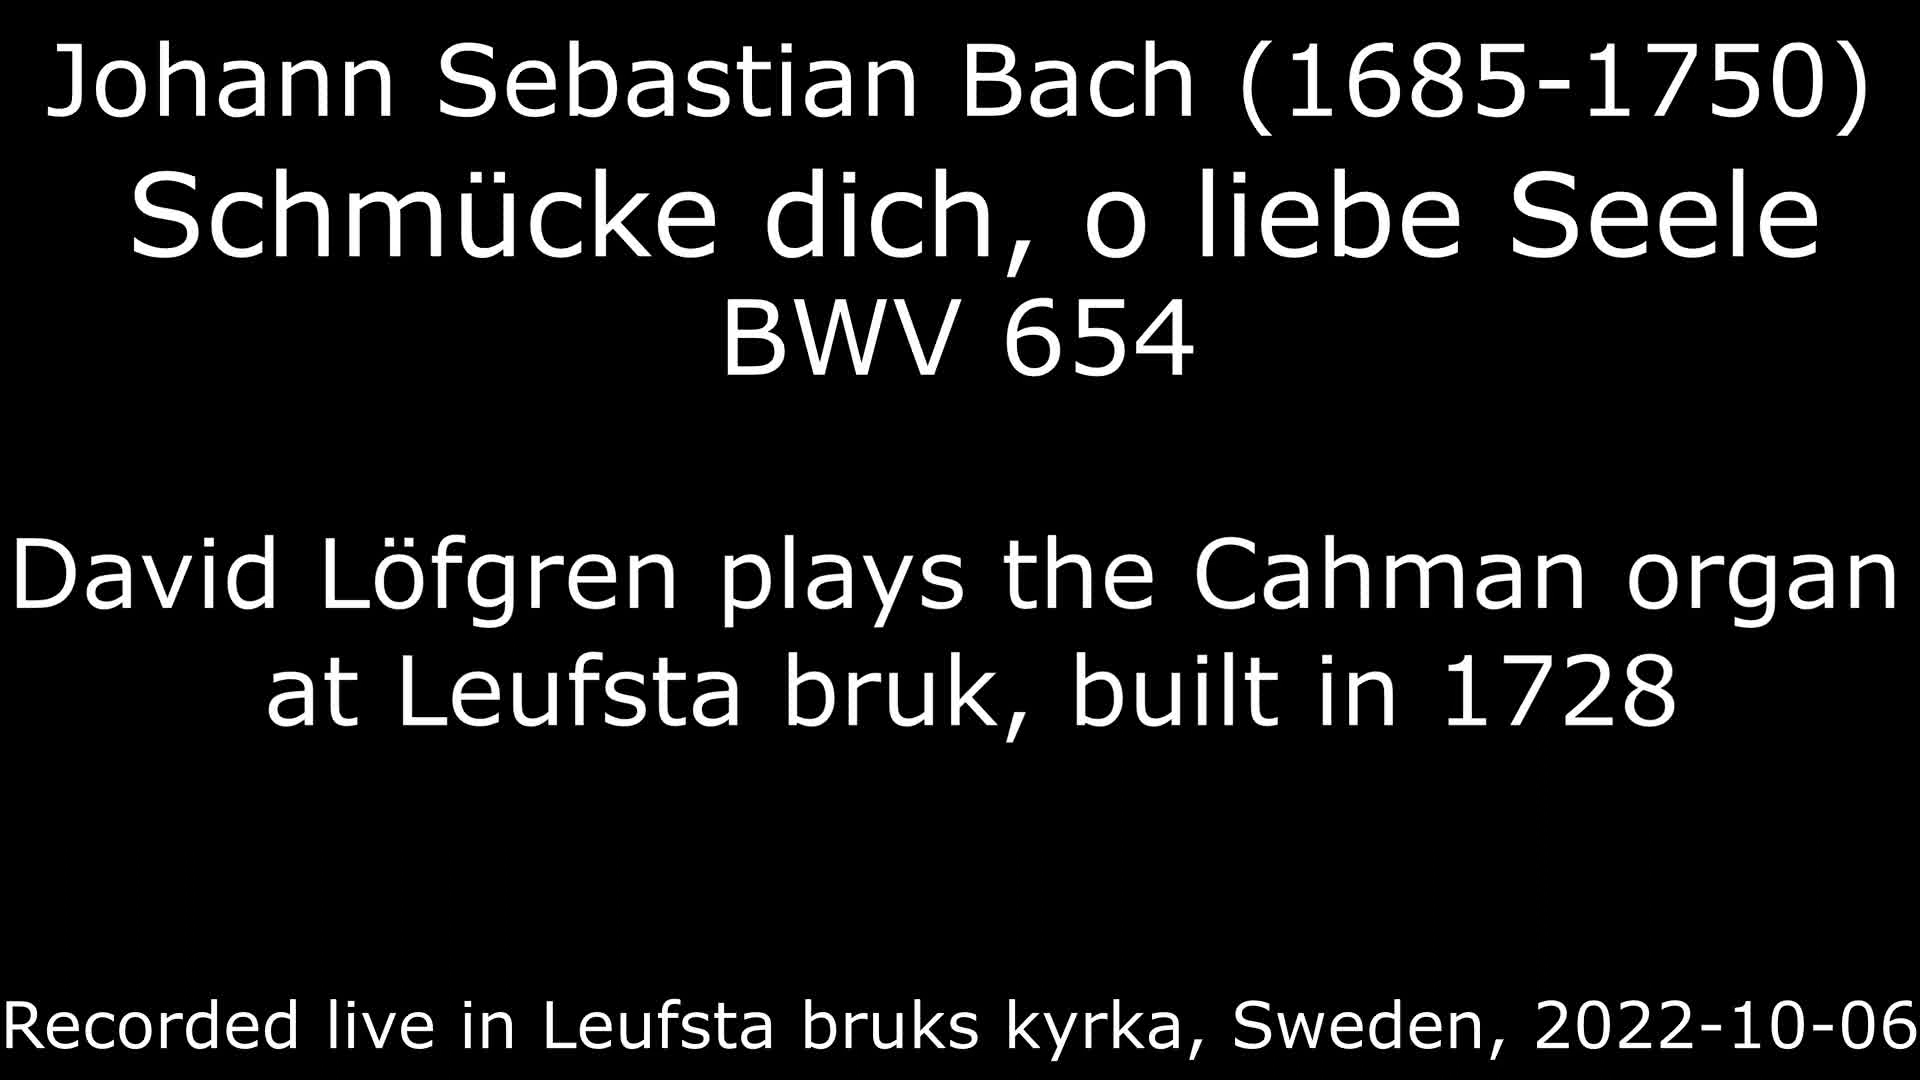 Johann Sebastian Bach (1685-1750)
Schmücke dich, o liebe Seele
BWV 654
David Löfgren plays the Cahman organ
at Leufsta bruk, built in 1728
Recorded live in Leufsta bruks kyrka, Sweden, 2022-10-06